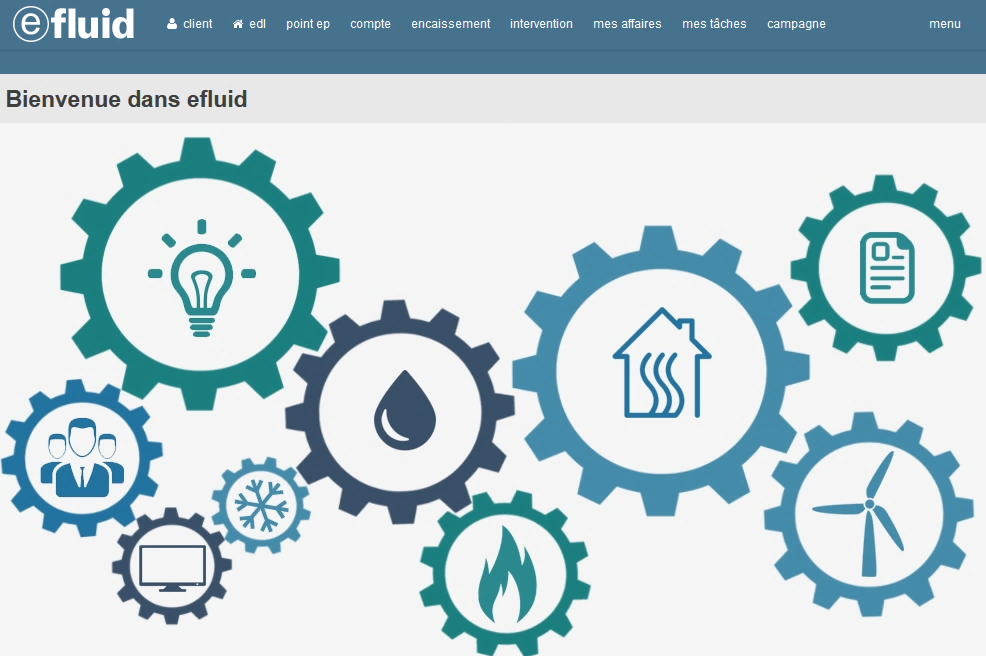 efluid client edl point ep compte encaissement intervention mes affaires mes tâches campagne menu
Bienvenue dans efluid